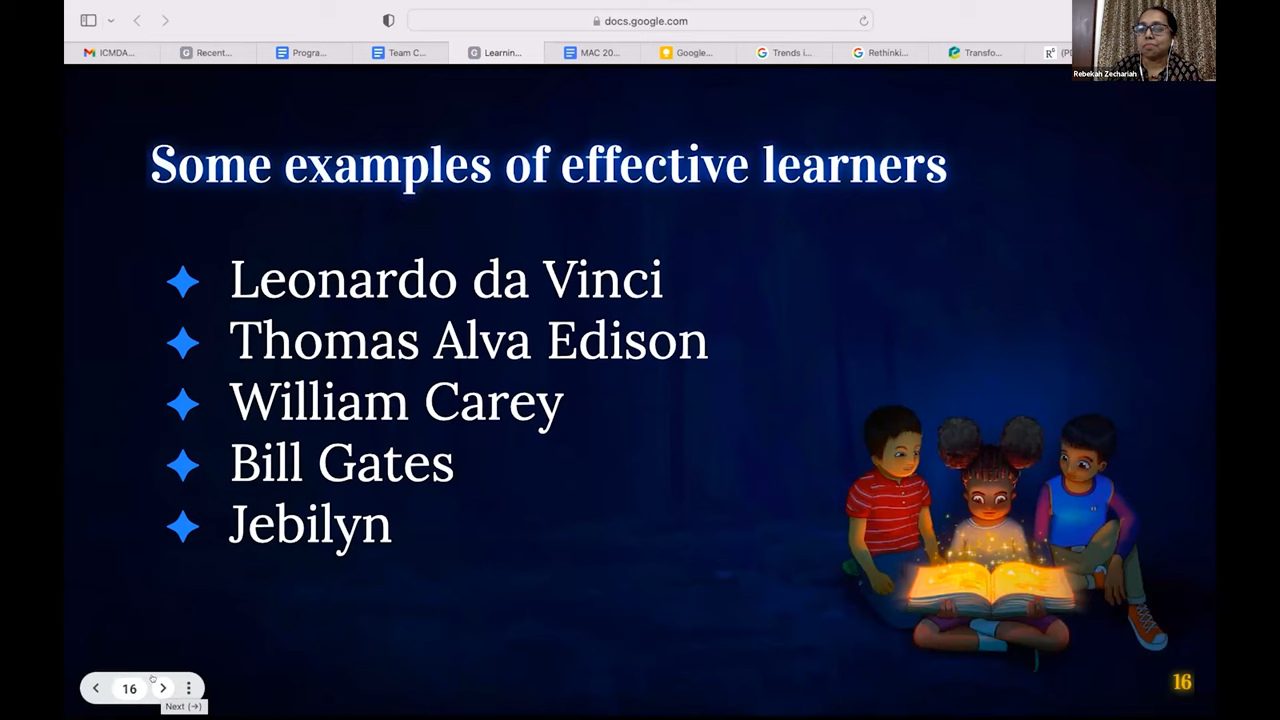 docs.google.com
ICMDA...
Recent...
Progra...
Team C...
Learnin...
MAC 20...
Google...
Trends i...
Rethinki...
Transfo...
Rebekah Zechariah
Some examples of effective learners
Leonardo da Vinci
Thomas Alva Edison
William Carey
Bill Gates
Jebilyn
16
Next (→)
16